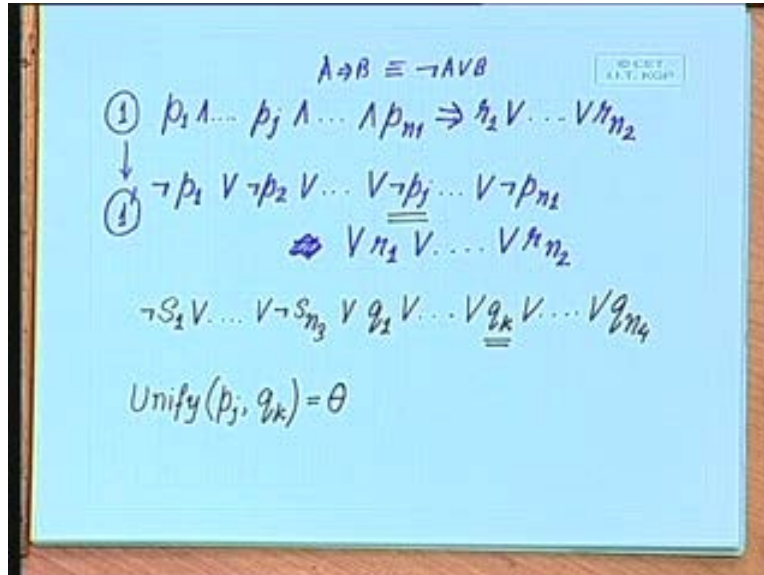 A⇒B ≡ ¬A∨B
© CET
I.I.T. KGP
① p₁ ∧ .... pⱼ ∧ ... ∧ pₙ₁ ⇒ r₁ ∨ .... ∨ rₙ₂
↓
①′ ¬p₁ ∨ ¬p₂ ∨ ... ∨ ¬pⱼ ... ∨ ¬pₙ₁
∨ r₁ ∨ .... ∨ rₙ₂
¬S₁ ∨ .... ∨ ¬Sₙ₃ ∨ q₁ ∨ ... ∨ qₖ ∨ .... ∨ qₙ₄
Unify(pⱼ, qₖ) = θ